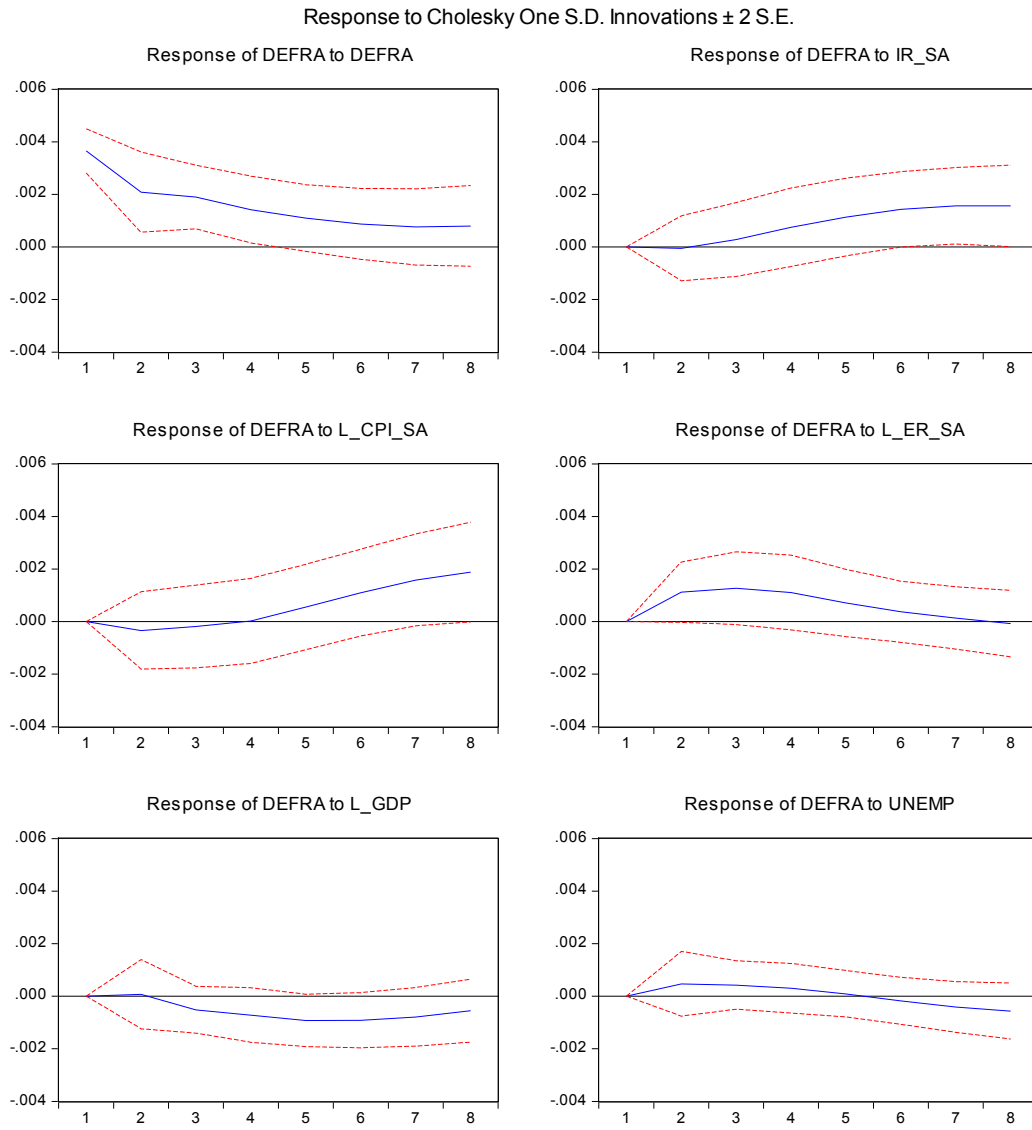 Response to Cholesky One S.D. Innovations ± 2 S.E.
Response of DEFRA to DEFRA
.006
.004
.002
.000
-.002
-.004
1 2 3 4 5 6 7 8
Response of DEFRA to IR_SA
.006
.004
.002
.000
-.002
-.004
1 2 3 4 5 6 7 8
Response of DEFRA to L_CPI_SA
.006
.004
.002
.000
-.002
-.004
1 2 3 4 5 6 7 8
Response of DEFRA to L_ER_SA
.006
.004
.002
.000
-.002
-.004
1 2 3 4 5 6 7 8
Response of DEFRA to L_GDP
.006
.004
.002
.000
-.002
-.004
1 2 3 4 5 6 7 8
Response of DEFRA to UNEMP
.006
.004
.002
.000
-.002
-.004
1 2 3 4 5 6 7 8